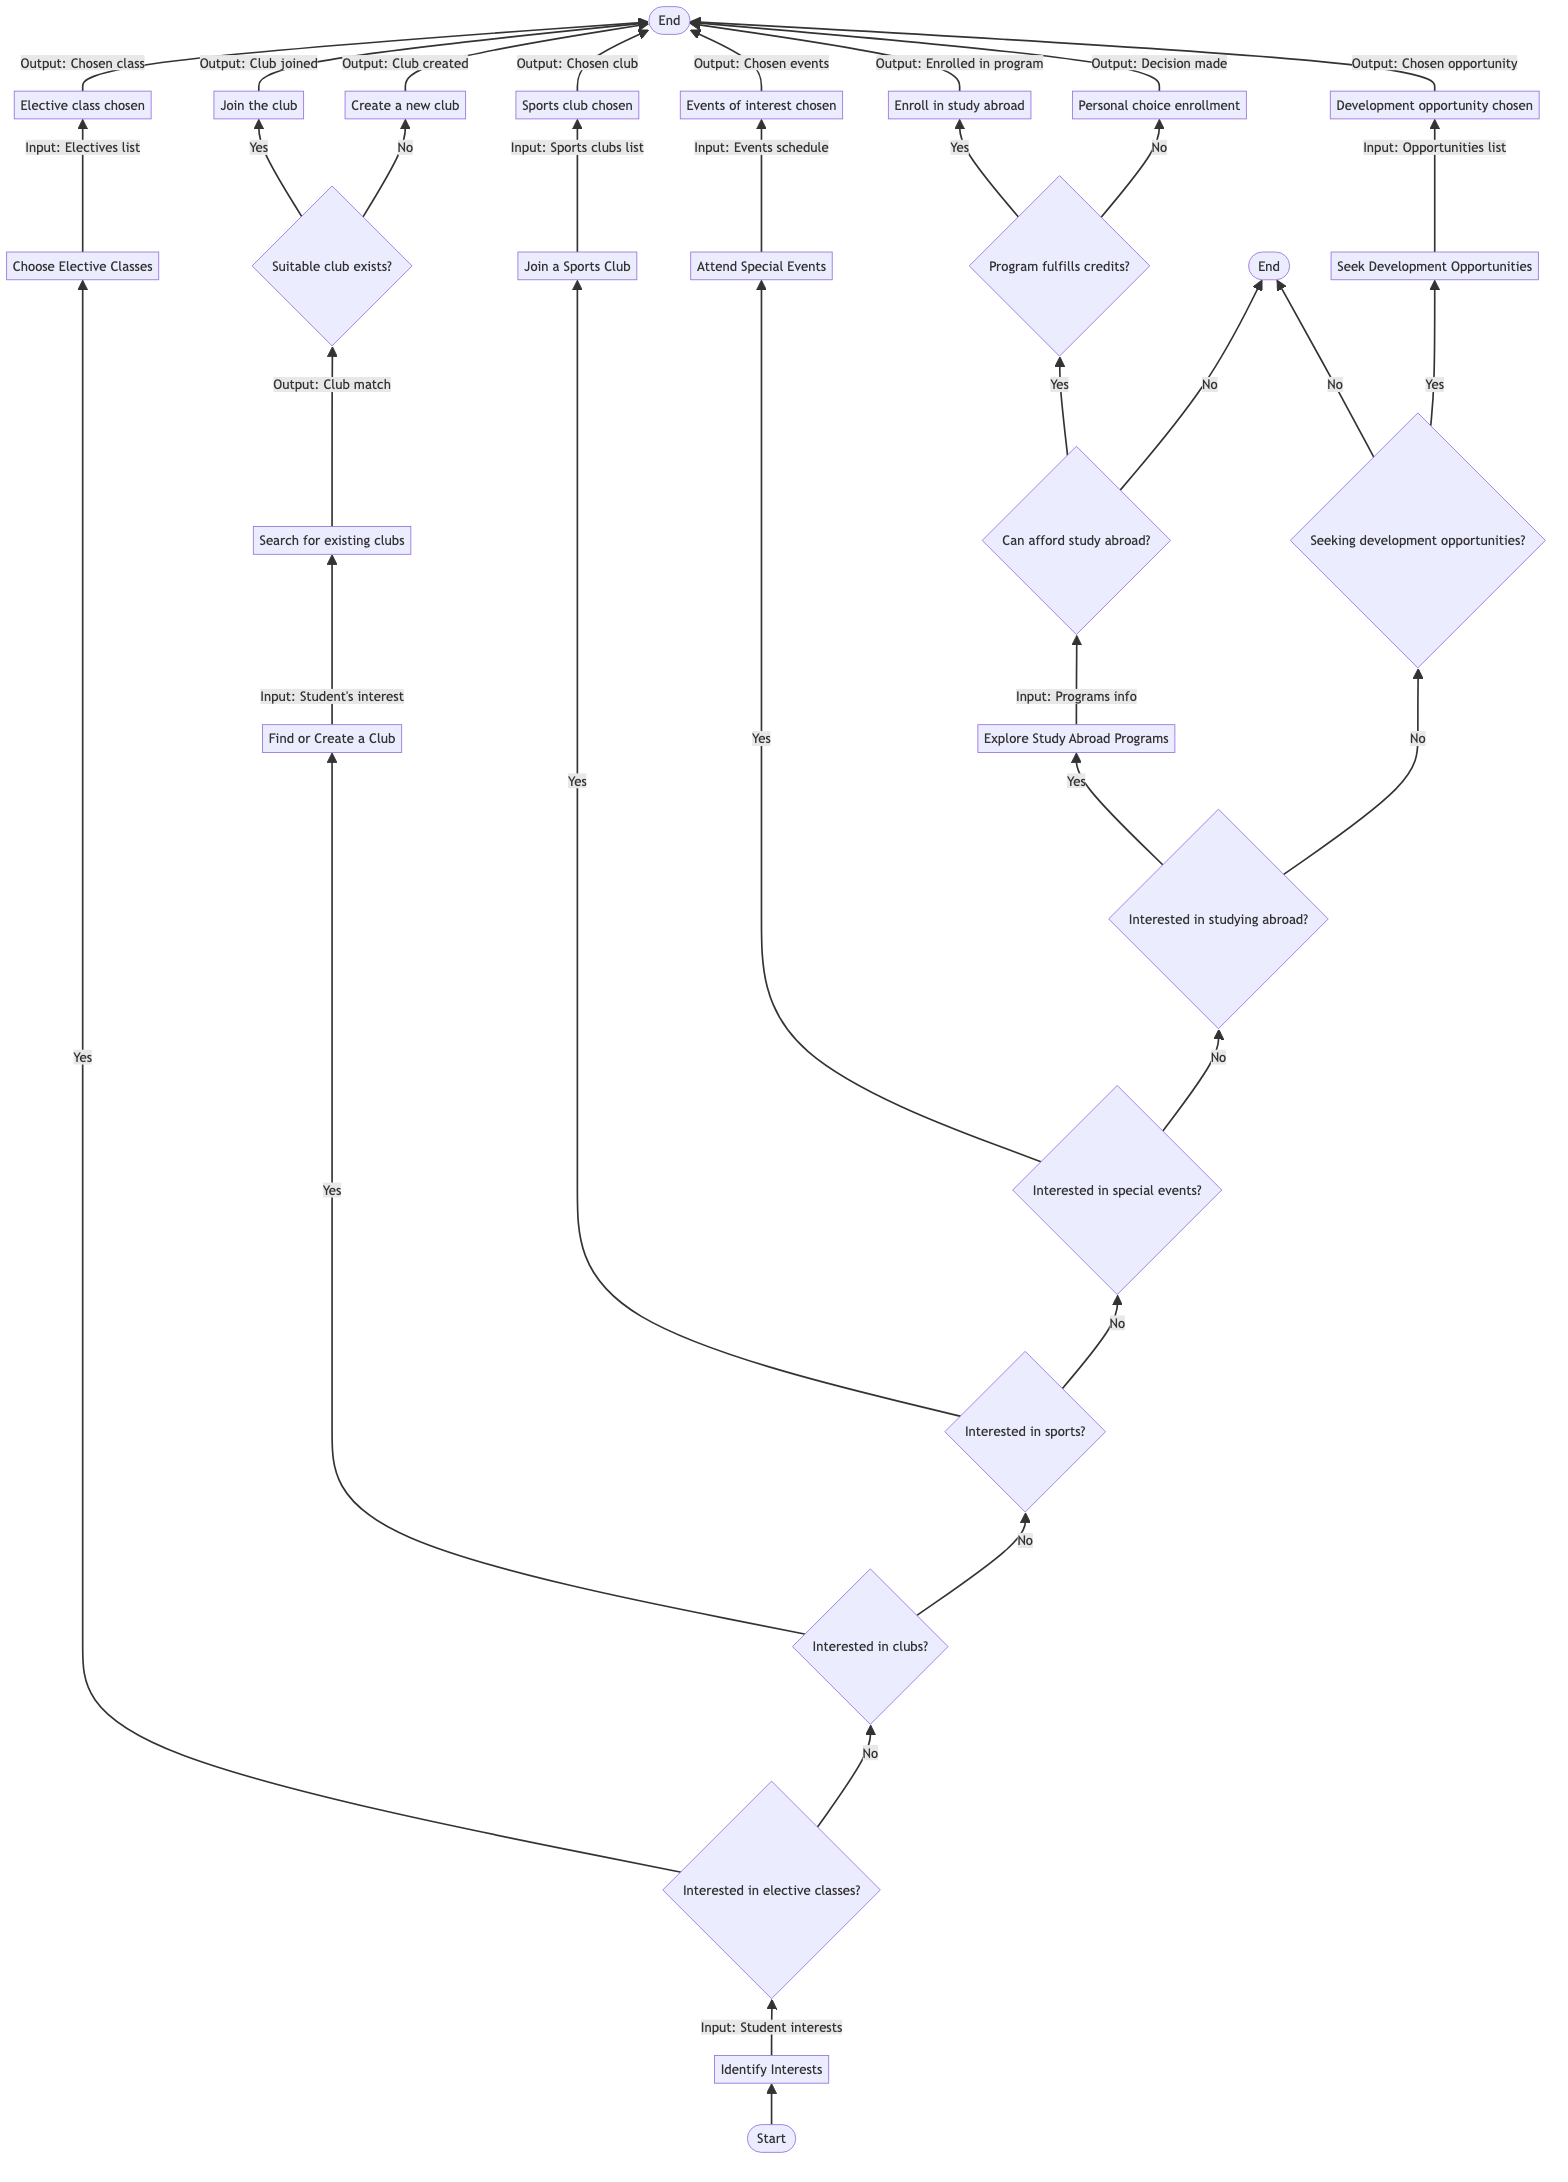 End
Output: Chosen class
Output: Club joined
Output: Club created
Output: Chosen club
Output: Chosen events
Output: Enrolled in program
Output: Decision made
Output: Chosen opportunity
Elective class chosen
Join the club
Create a new club
Sports club chosen
Events of interest chosen
Enroll in study abroad
Personal choice enrollment
Development opportunity chosen
Input: Electives list
Yes
No
Input: Sports clubs list
Input: Events schedule
Yes
No
Input: Opportunities list
Choose Elective Classes
Suitable club exists?
Join a Sports Club
Attend Special Events
Program fulfills credits?
End
Seek Development Opportunities
Output: Club match
Yes
No
No
Yes
Search for existing clubs
Can afford study abroad?
Seeking development opportunities?
Input: Student's interest
Input: Programs info
Find or Create a Club
Yes
Explore Study Abroad Programs
No
Yes
Yes
Interested in studying abroad?
Yes
No
Yes
Interested in special events?
No
Interested in sports?
No
Interested in clubs?
No
Interested in elective classes?
Input: Student interests
Identify Interests
Start